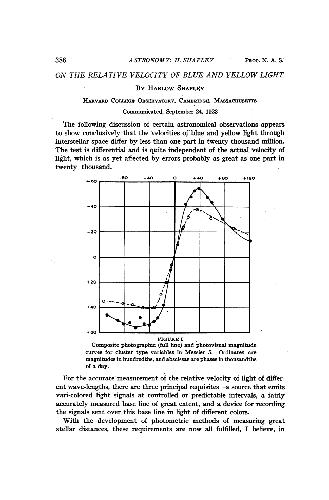 386 ASTRONOMY: H. SHAPLEY PROC. N. A. S.
ON THE RELATIVE VELOCITY OF BLUE AND YELLOW LIGHT
BY HARLOW SHAPLEY
HARVARD COLLEGE OBSERVATORY, CAMBRIDGE, MASSACHUSETTS
Communicated, September 24, 1923
The following discussion of certain astronomical observations appears
to show conclusively that the velocities of blue and yellow light through
interstellar space differ by less than one part in twenty thousand million.
The test is differential and is quite independent of the actual velocity of
light, which is as yet affected by errors probably as great as one part in
twenty thousand.
-80 -40 0 +40 +80 +120
-60
-40
-20
0
+20
+40
+60
FIGURE 1
Composite photographic (full line) and photovisual magnitude
curves for cluster type variables in Messier 5. Ordinates are
magnitudes in hundredths, and abscissas are phases in thousandths
of a day.
For the accurate measurement of the relative velocity of light of differ-
ent wave-lengths, there are three principal requisites—a source that emits
vari-colored light signals at controlled or predictable intervals, a fairly
accurately measured base line of great extent, and a device for recording
the signals sent over this base line in light of different colors.
With the development of photometric methods of measuring great
stellar distances, these requirements are now all fulfilled, I believe, in